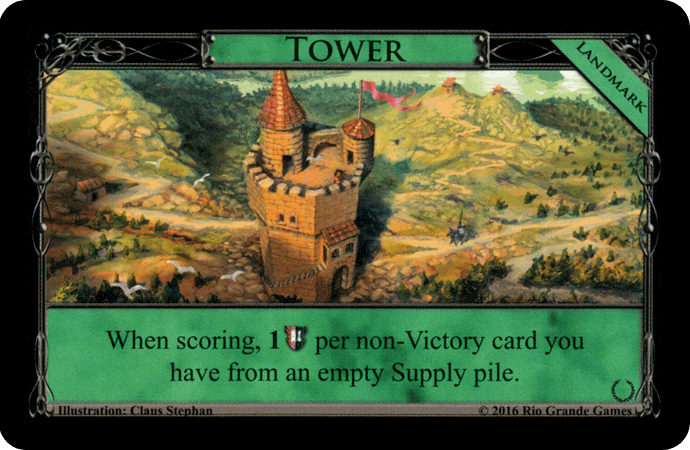 TOWER
LANDMARK
When scoring, 1 per non-Victory card you
have from an empty Supply pile.
Illustration: Claus Stephan
© 2016 Rio Grande Games